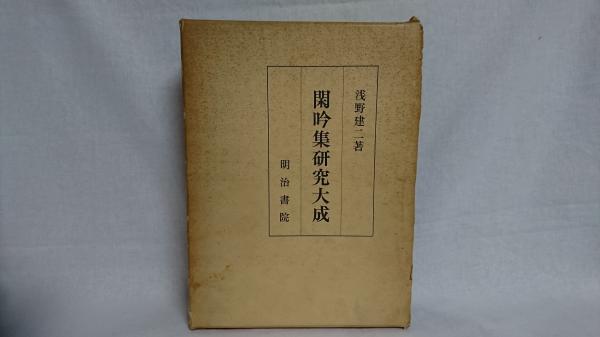 浅野建二著
閑吟集研究大成
明治書院